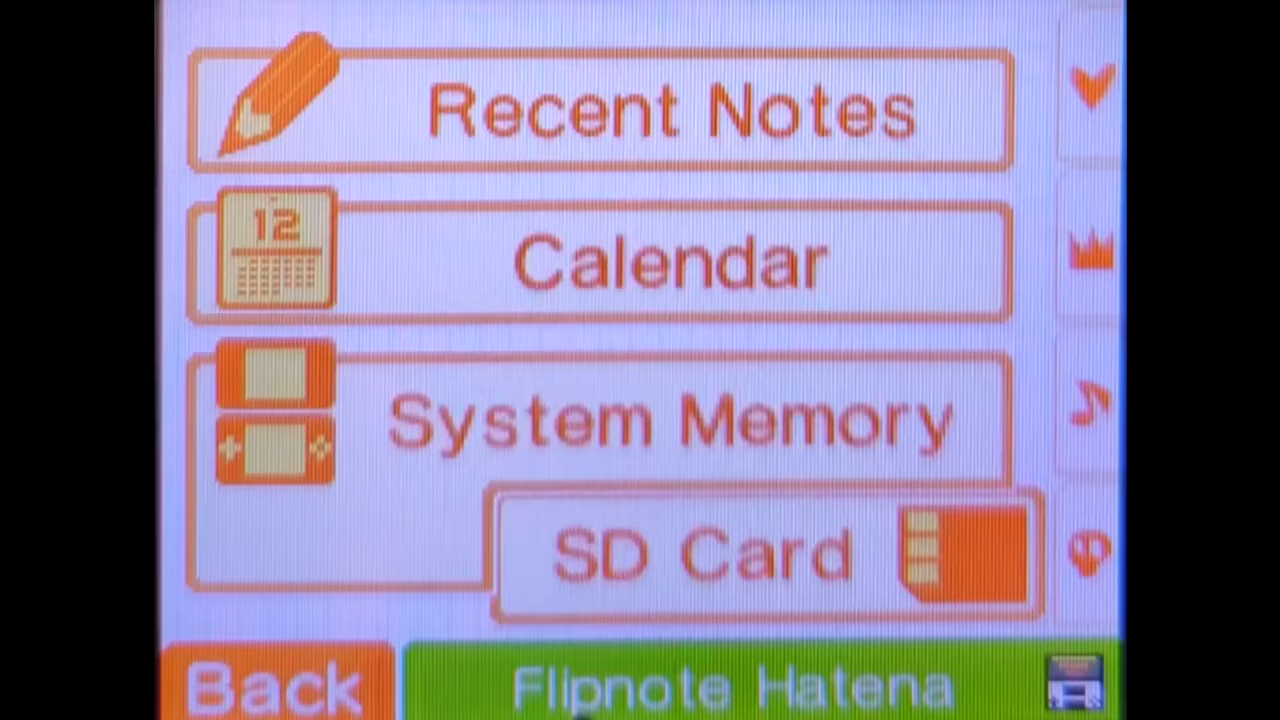 Recent Notes
12
Calendar
System Memory
SD Card
Back
Flipnote Hatena